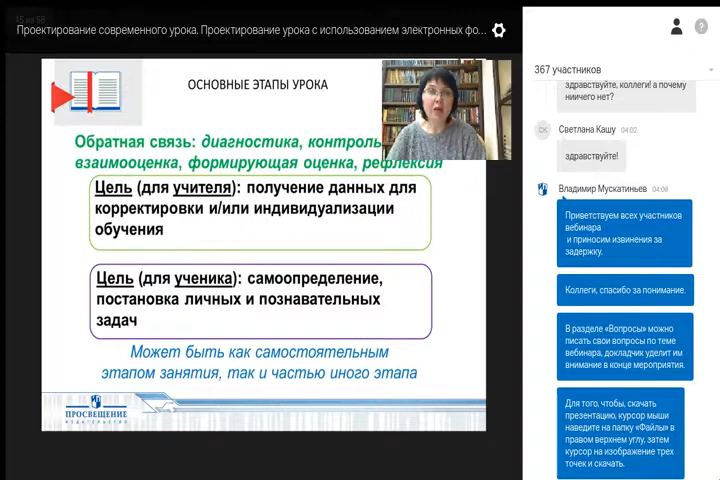 15 из 58
Проектирование современного урока. Проектирование урока с использованием электронных фо...
ОСНОВНЫЕ ЭТАПЫ УРОКА
Обратная связь: диагностика, контроль
взаимооценка, формирующая оценка, рефлексия
Цель (для учителя): получение данных для
корректировки и/или индивидуализации
обучения
Цель (для ученика): самоопределение,
постановка личных и познавательных
задач
Может быть как самостоятельным
этапом занятия, так и частью иного этапа
ПРОСВЕЩЕНИЕ
ИЗДАТЕЛЬСТВО
367 участников
здравствуйте, коллеги! а почему
ниичего нет?
СК
Светлана Кашу 04:02
здравствуйте!
Владимир Мускатиньев 04:06
Приветствуем всех участников
вебинара
и приносим извинения за
задержку.
Коллеги, спасибо за понимание.
В разделе «Вопросы» можно
писать свои вопросы по теме
вебинара, докладчик уделит им
внимание в конце мероприятия.
Для того, чтобы, скачать
презентацию, курсор мыши
наведите на папку «Файлы» в
правом верхнем углу, затем
курсор на изображение трех
точек и скачать.